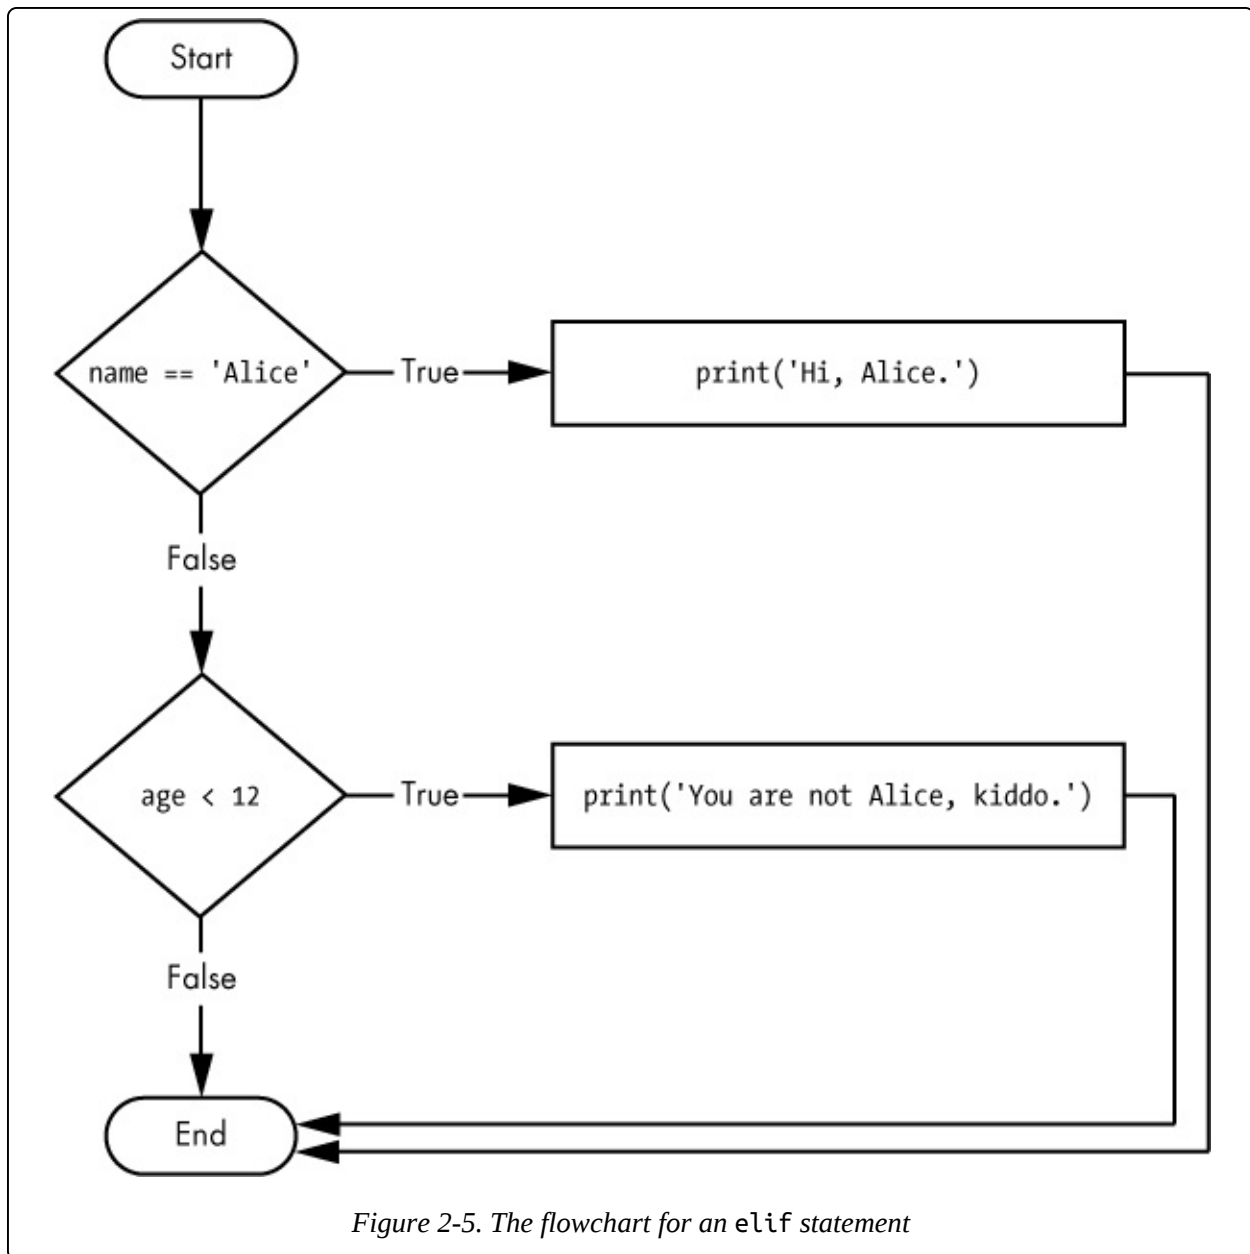 Start
name == 'Alice'
True
print('Hi, Alice.')
False
age < 12
True
print('You are not Alice, kiddo.')
False
End
Figure 2-5. The flowchart for an elif statement